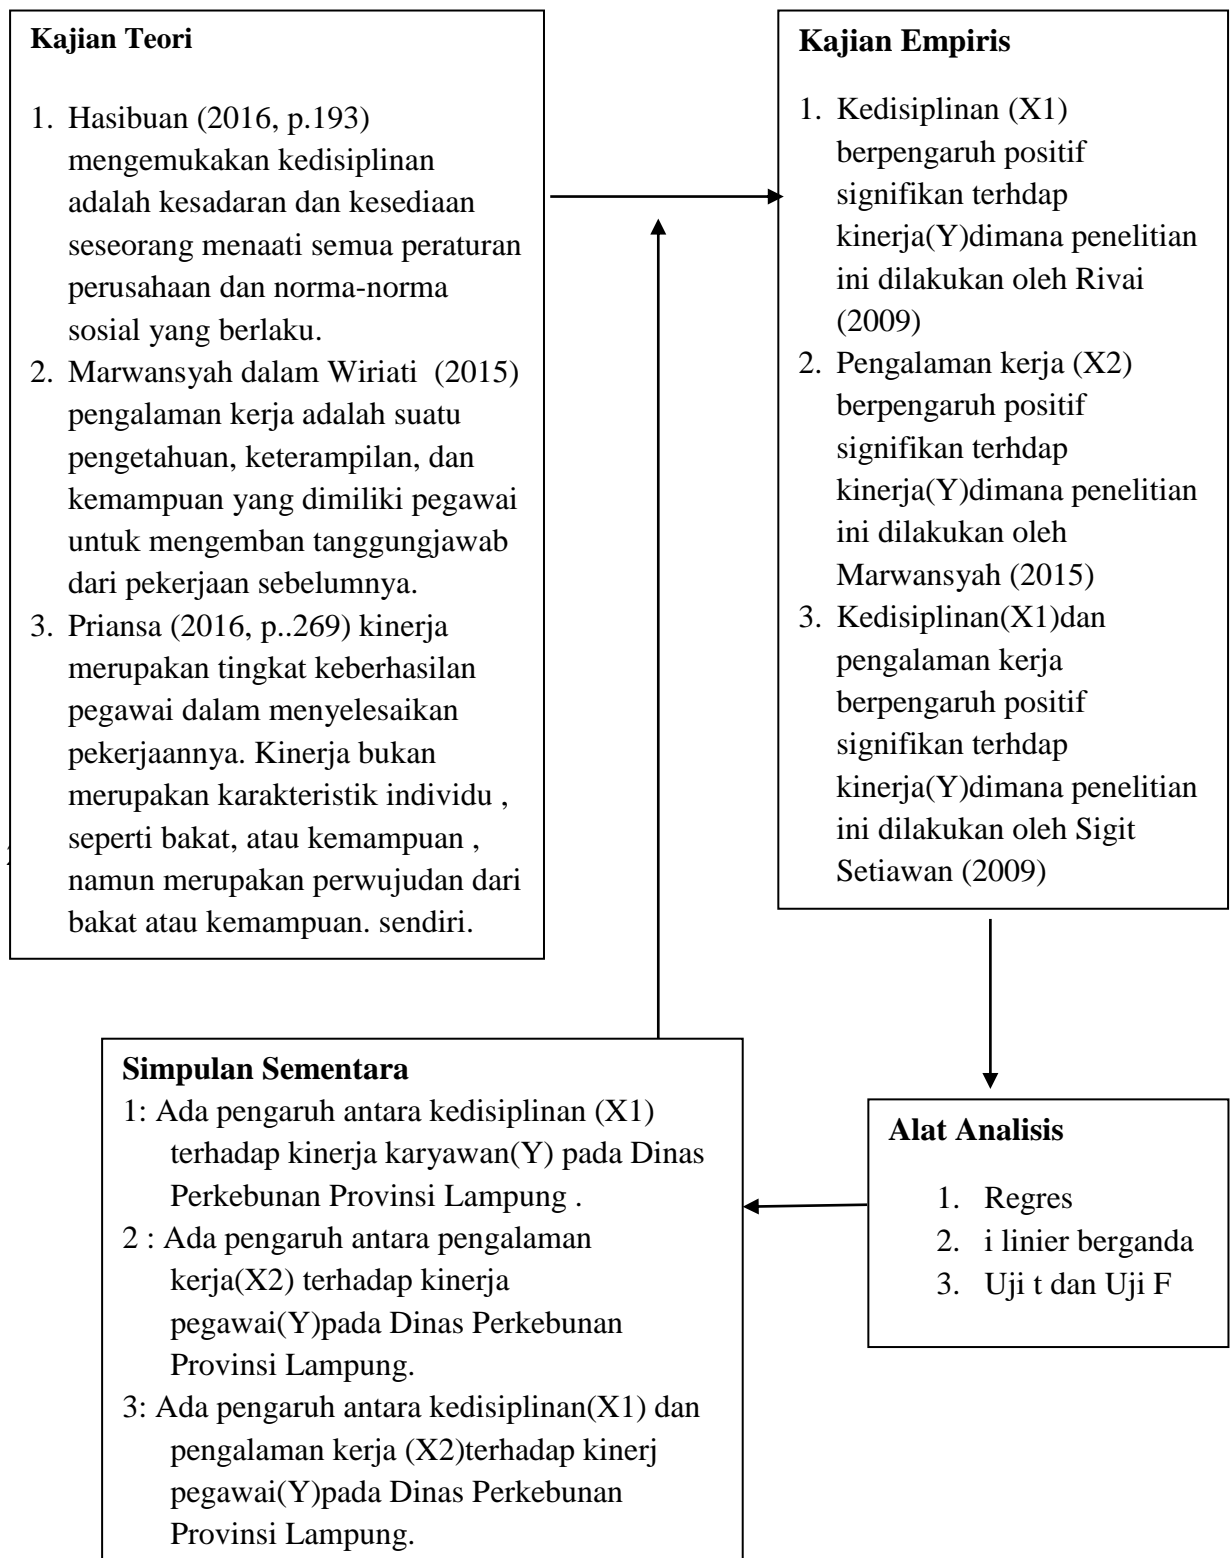 Kajian Teori
1. Hasibuan (2016, p.193)
mengemukakan kedisiplinan
adalah kesadaran dan kesediaan
seseorang menaati semua peraturan
perusahaan dan norma-norma
sosial yang berlaku.
2. Marwansyah dalam Wiriati (2015)
pengalaman kerja adalah suatu
pengetahuan, keterampilan, dan
kemampuan yang dimiliki pegawai
untuk mengemban tanggungjawab
dari pekerjaan sebelumnya.
3. Priansa (2016, p..269) kinerja
merupakan tingkat keberhasilan
pegawai dalam menyelesaikan
pekerjaannya. Kinerja bukan
merupakan karakteristik individu ,
seperti bakat, atau kemampuan ,
namun merupakan perwujudan dari
bakat atau kemampuan. sendiri.
Kajian Empiris
1. Kedisiplinan (X1)
berpengaruh positif
signifikan terhdap
kinerja(Y)dimana penelitian
ini dilakukan oleh Rivai
(2009)
2. Pengalaman kerja (X2)
berpengaruh positif
signifikan terhdap
kinerja(Y)dimana penelitian
ini dilakukan oleh
Marwansyah (2015)
3. Kedisiplinan(X1)dan
pengalaman kerja
berpengaruh positif
signifikan terhdap
kinerja(Y)dimana penelitian
ini dilakukan oleh Sigit
Setiawan (2009)
Alat Analisis
1. Regres
2. i linier berganda
3. Uji t dan Uji F
Simpulan Sementara
1: Ada pengaruh antara kedisiplinan (X1)
terhadap kinerja karyawan(Y) pada Dinas
Perkebunan Provinsi Lampung .
2 : Ada pengaruh antara pengalaman
kerja(X2) terhadap kinerja
pegawai(Y)pada Dinas Perkebunan
Provinsi Lampung.
3: Ada pengaruh antara kedisiplinan(X1) dan
pengalaman kerja (X2)terhadap kinerj
pegawai(Y)pada Dinas Perkebunan
Provinsi Lampung.